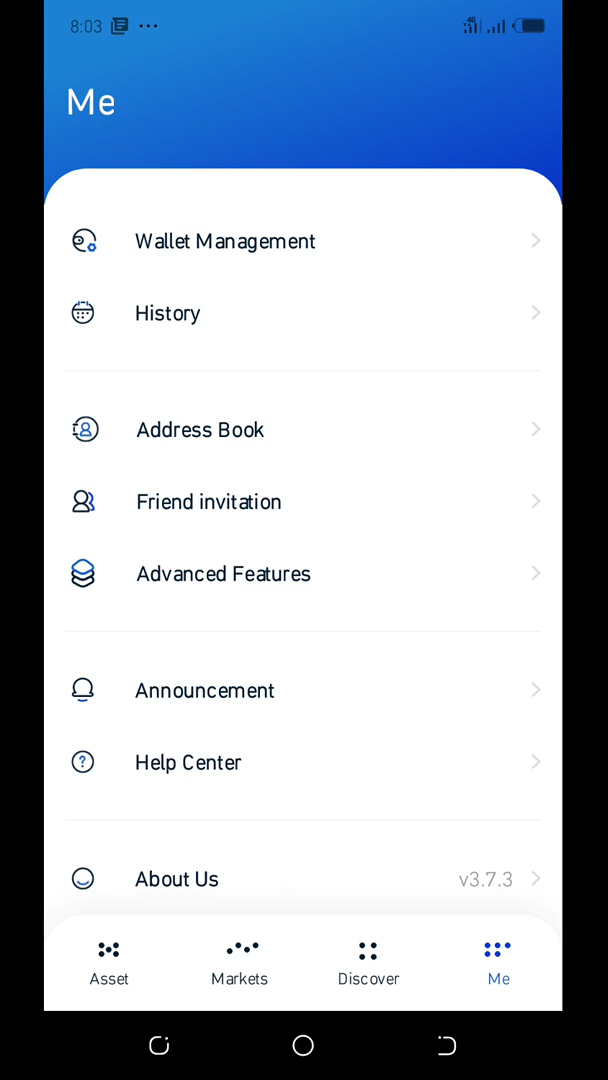 8:03
4G
Me
Wallet Management
History
Address Book
Friend invitation
Advanced Features
Announcement
Help Center
About Us v3.7.3
Asset Markets Discover Me